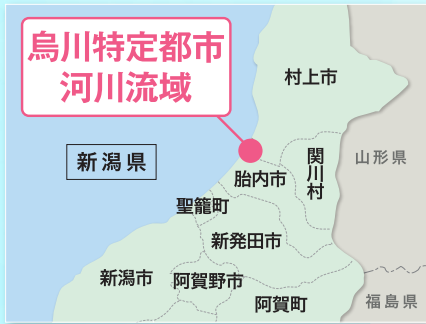 烏川特定都市
河川流域
村上市
新潟県
関川村
山形県
胎内市
聖籠町
新発田市
新潟市
阿賀野市
阿賀町
福島県